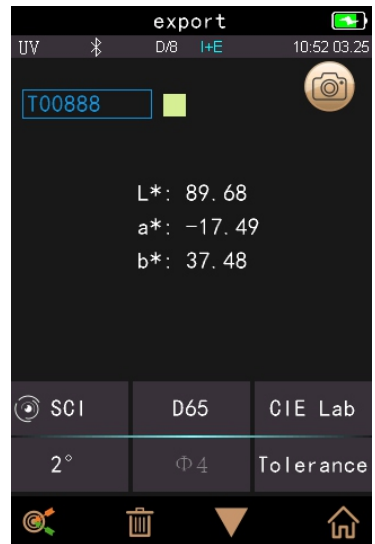 export
UV D/8 I+E 10:52 03.25
T00888
L*: 89.68
a*: -17.49
b*: 37.48
SCI D65 CIE Lab
2° Φ4 Tolerance